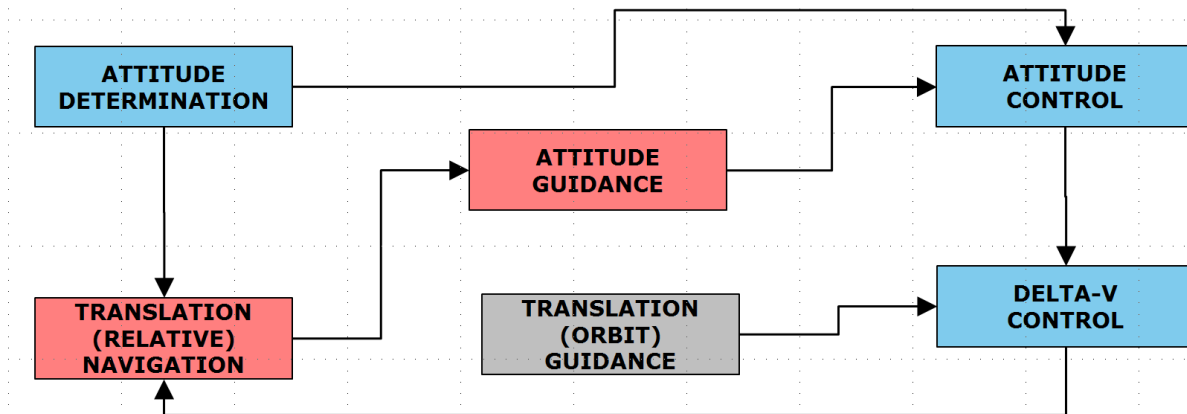 ATTITUDE
DETERMINATION
ATTITUDE
CONTROL
ATTITUDE
GUIDANCE
TRANSLATION
(RELATIVE)
NAVIGATION
TRANSLATION
(ORBIT)
GUIDANCE
DELTA-V
CONTROL